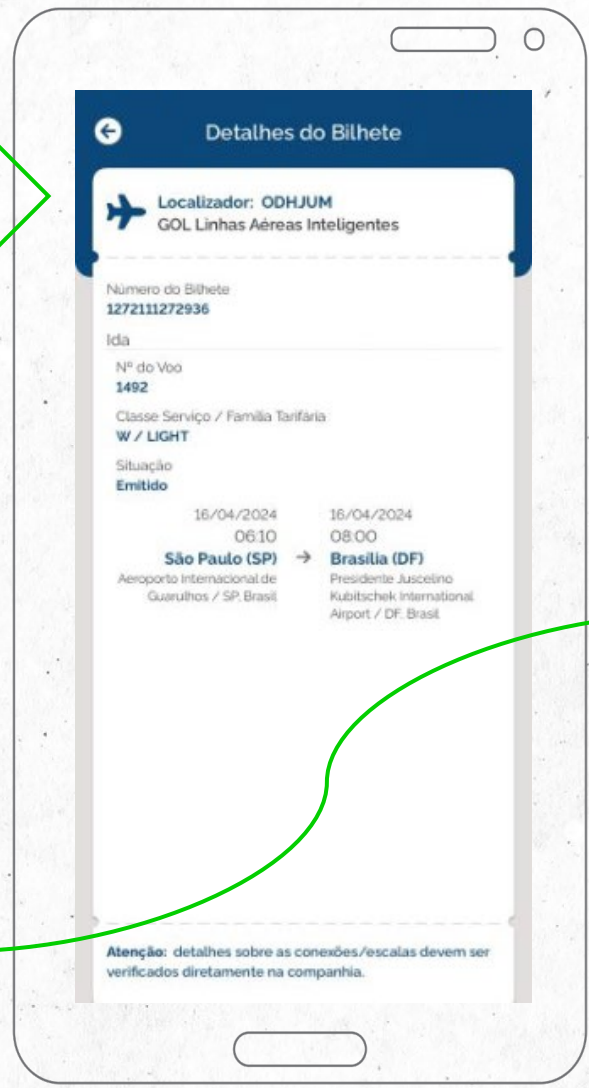 Detalhes do Bilhete
Localizador: ODHJUM
GOL Linhas Aéreas Inteligentes
Número do Bilhete
1272111272936
Ida
Nº do Voo
1492
Classe Serviço / Família Tarifária
W / LIGHT
Situação
Emitido
16/04/2024
06:10
São Paulo (SP)
Aeroporto Internacional de
Guarulhos / SP, Brasil
→
16/04/2024
08:00
Brasília (DF)
Presidente Juscelino
Kubitschek International
Airport / DF, Brasil
Atenção: detalhes sobre as conexões/escalas devem ser
verificados diretamente na companhia.